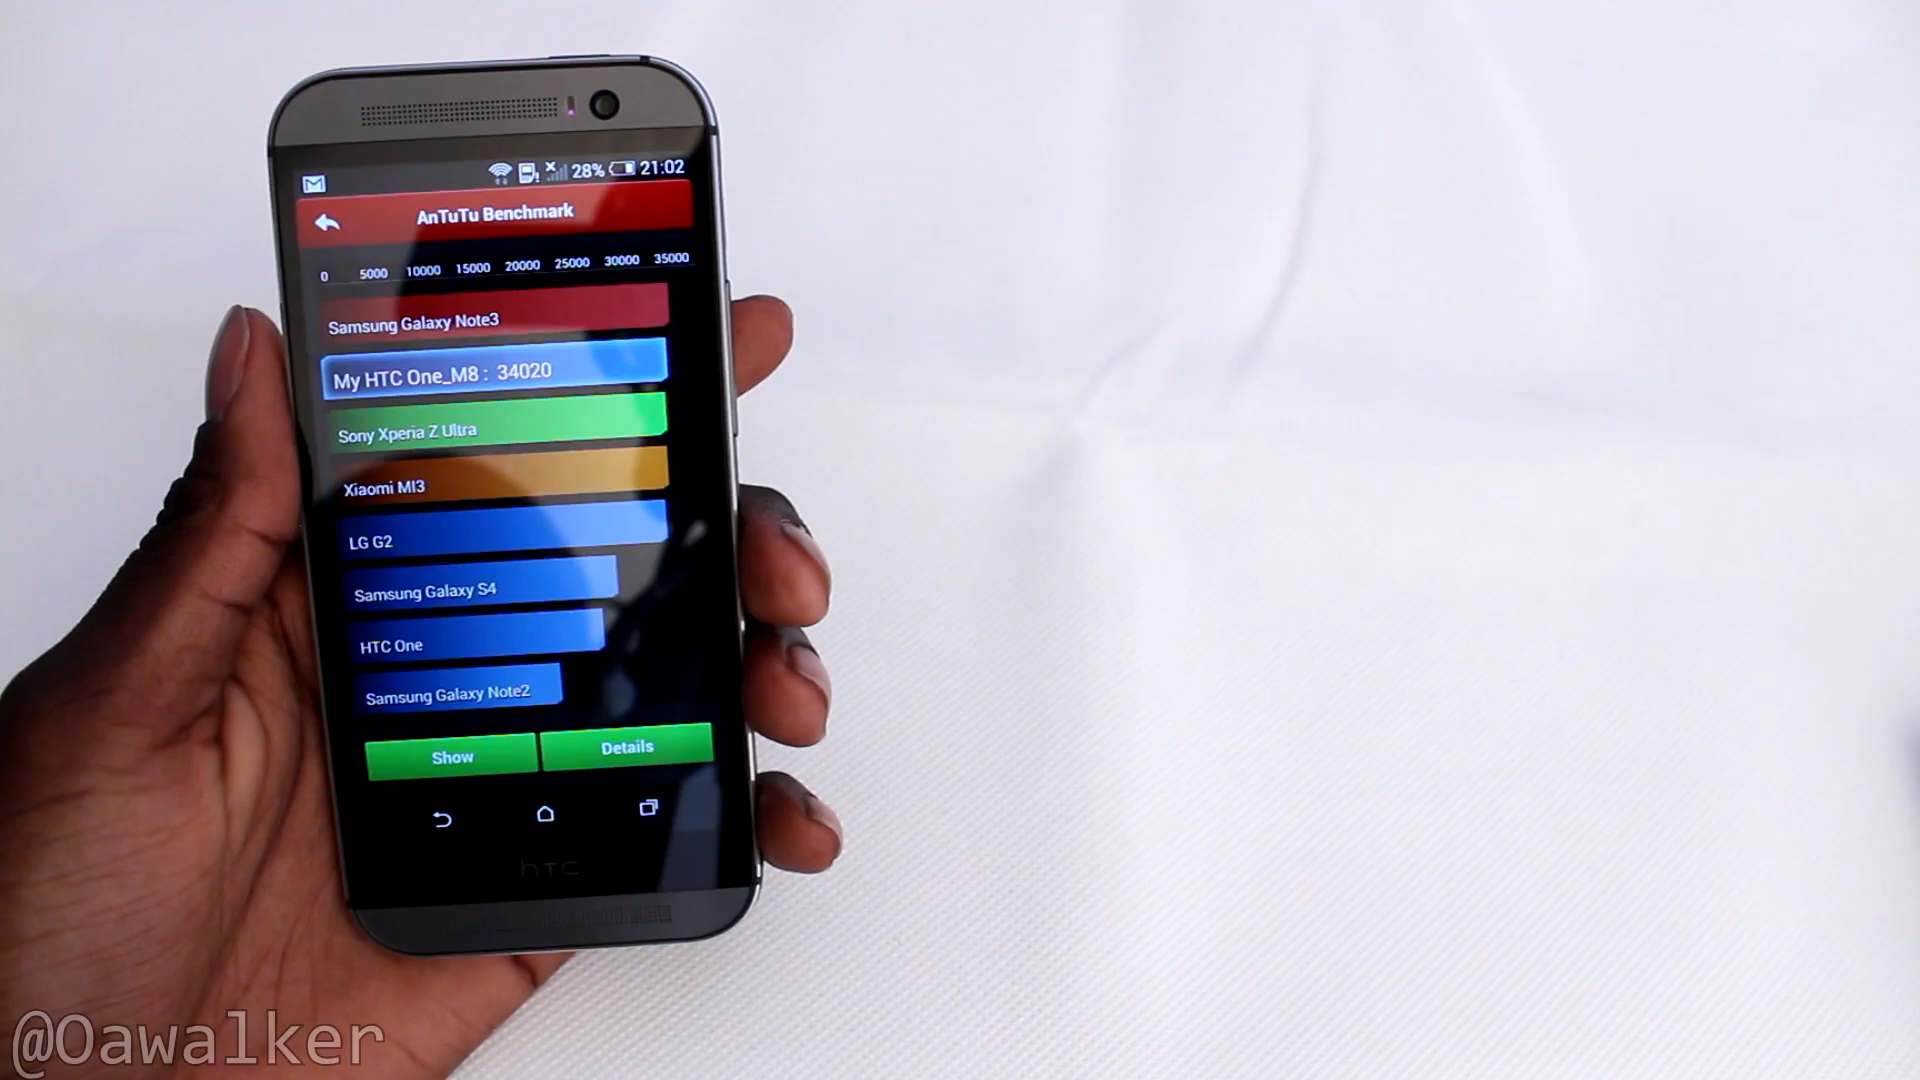 28% 21:02
AnTuTu Benchmark
0 5000 10000 15000 20000 25000 30000 35000
Samsung Galaxy Note3
My HTC One_M8 : 34020
Sony Xperia Z Ultra
Xiaomi MI3
LG G2
Samsung Galaxy S4
HTC One
Samsung Galaxy Note2
Show Details
hTC
@Oawalker